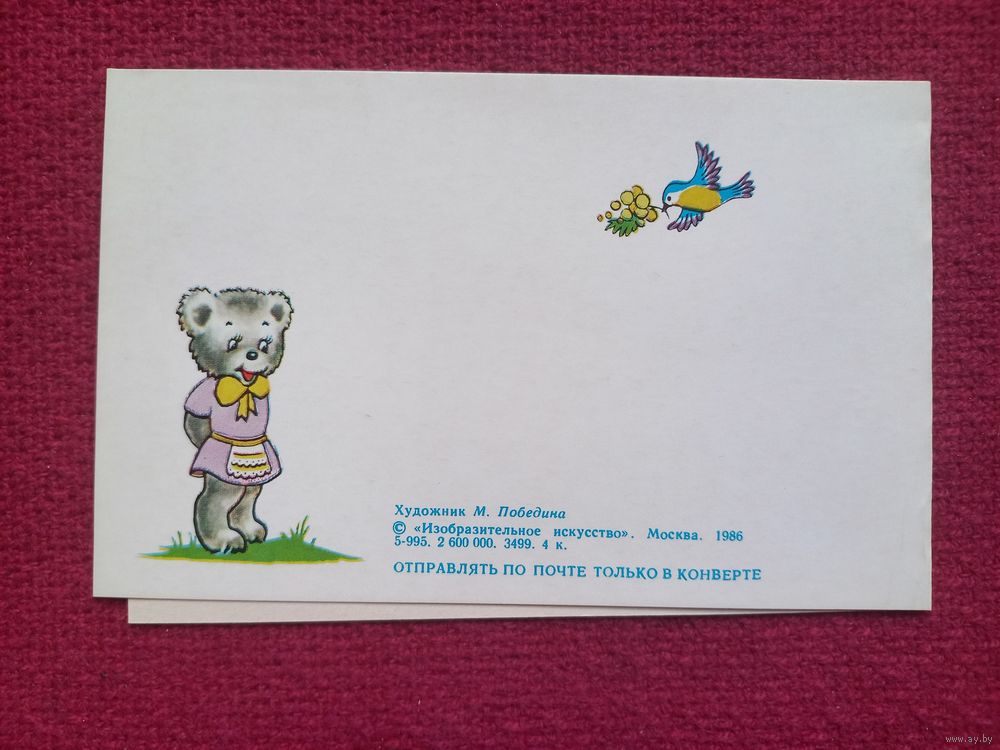 Художник М. Победина
© «Изобразительное искусство». Москва. 1986
5-995. 2 600 000. 3499. 4 к.
ОТПРАВЛЯТЬ ПО ПОЧТЕ ТОЛЬКО В КОНВЕРТЕ
www.ay.by